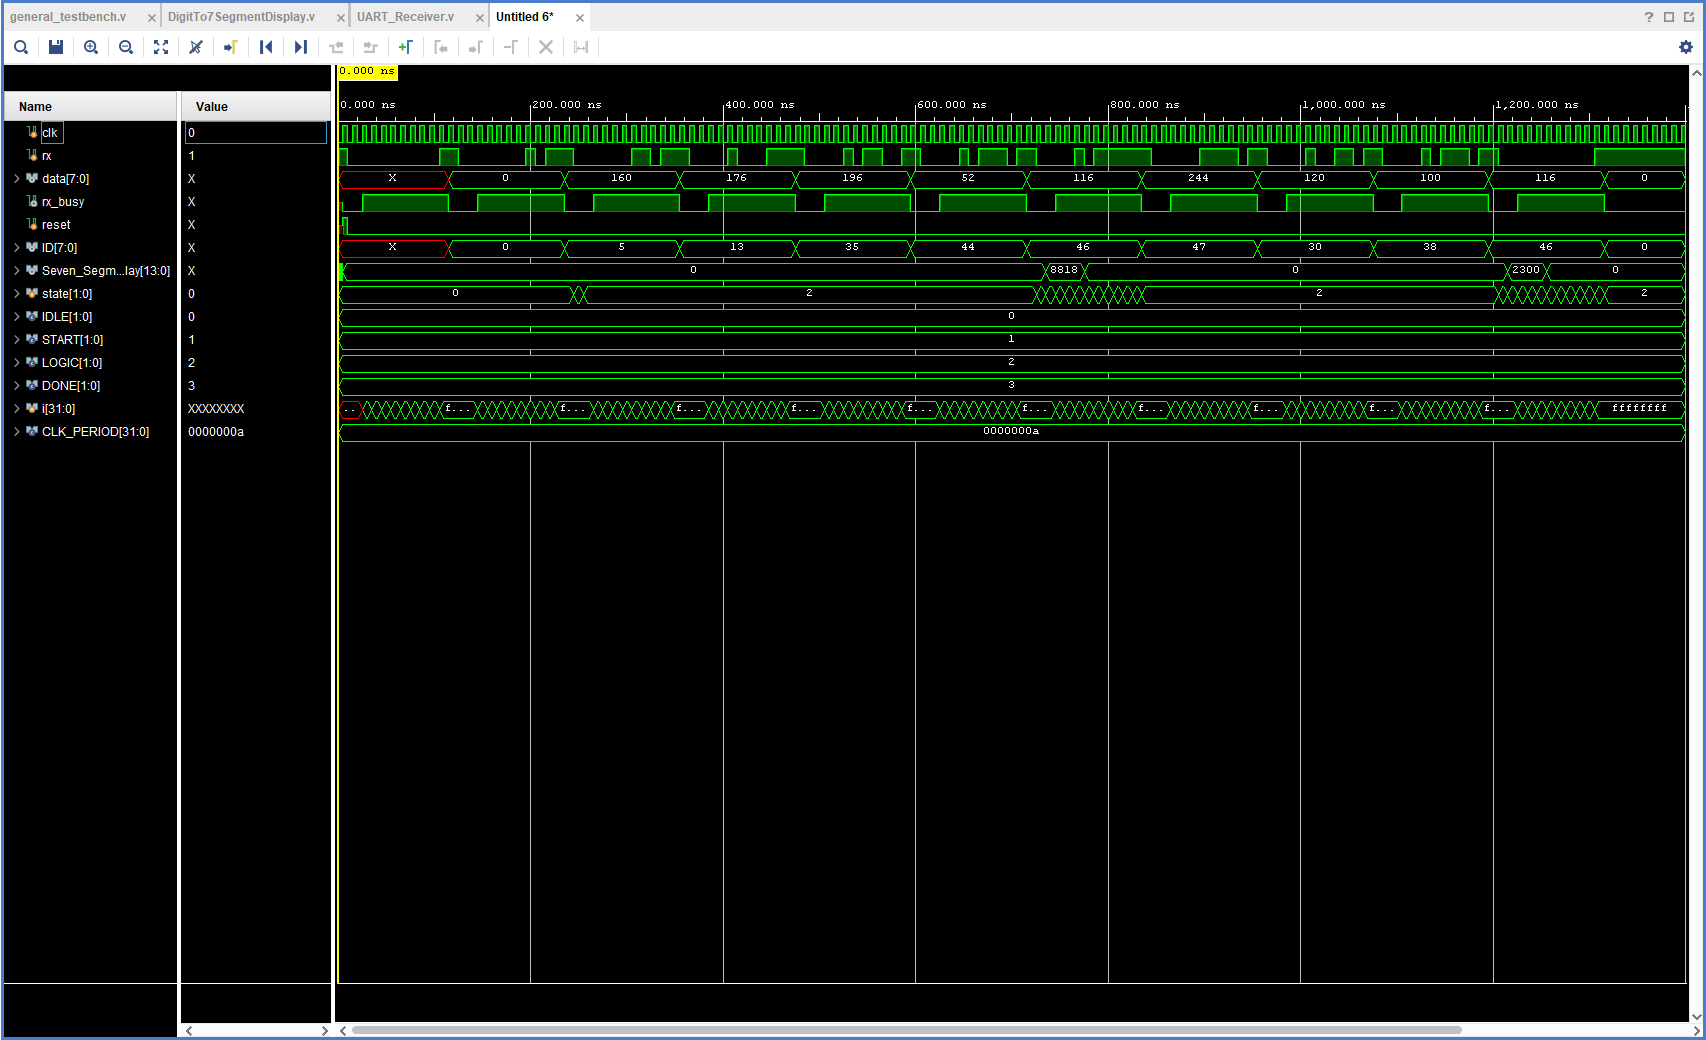 general_testbench.v × DigitTo7SegmentDisplay.v × UART_Receiver.v × Untitled 6* ×
?
0.000 ns
Name Value
0.000 ns 200.000 ns 400.000 ns 600.000 ns 800.000 ns 1,000.000 ns 1,200.000 ns
clk 0
rx 1
data[7:0] X X 0 160 176 196 52 116 244 120 100 116 0
rx_busy X
reset X
ID[7:0] X X 0 5 13 35 44 46 47 30 38 46 0
Seven_Segm...lay[13:0] X 0 8818 0 2300 0
state[1:0] 0 0 2 2 2
IDLE[1:0] 0 0
START[1:0] 1 1
LOGIC[1:0] 2 2
DONE[1:0] 3 3
i[31:0] XXXXXXXX .. f... f... f... f... f... f... f... f... f... f... ffffffff
CLK_PERIOD[31:0] 0000000a 0000000a